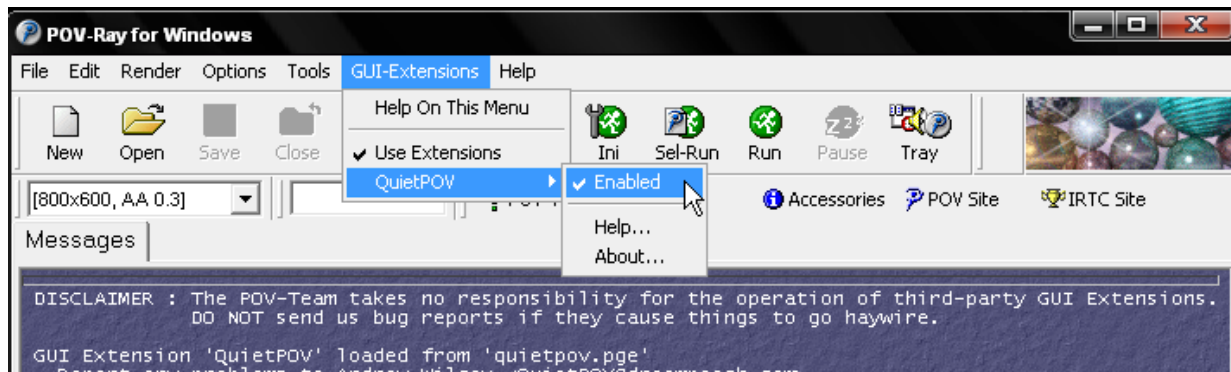 POV-Ray for Windows
File Edit Render Options Tools GUI-Extensions Help
Help On This Menu
Use Extensions
QuietPOV
Enabled
Help...
About...
New Open Save Close Ini Sel-Run Run Pause Tray
[800x600, AA 0.3]
Accessories POV Site IRTC Site
Messages
DISCLAIMER : The POV-Team takes no responsibility for the operation of third-party GUI Extensions.
DO NOT send us bug reports if they cause things to go haywire.
GUI Extension 'QuietPOV' loaded from 'quietpov.pge'